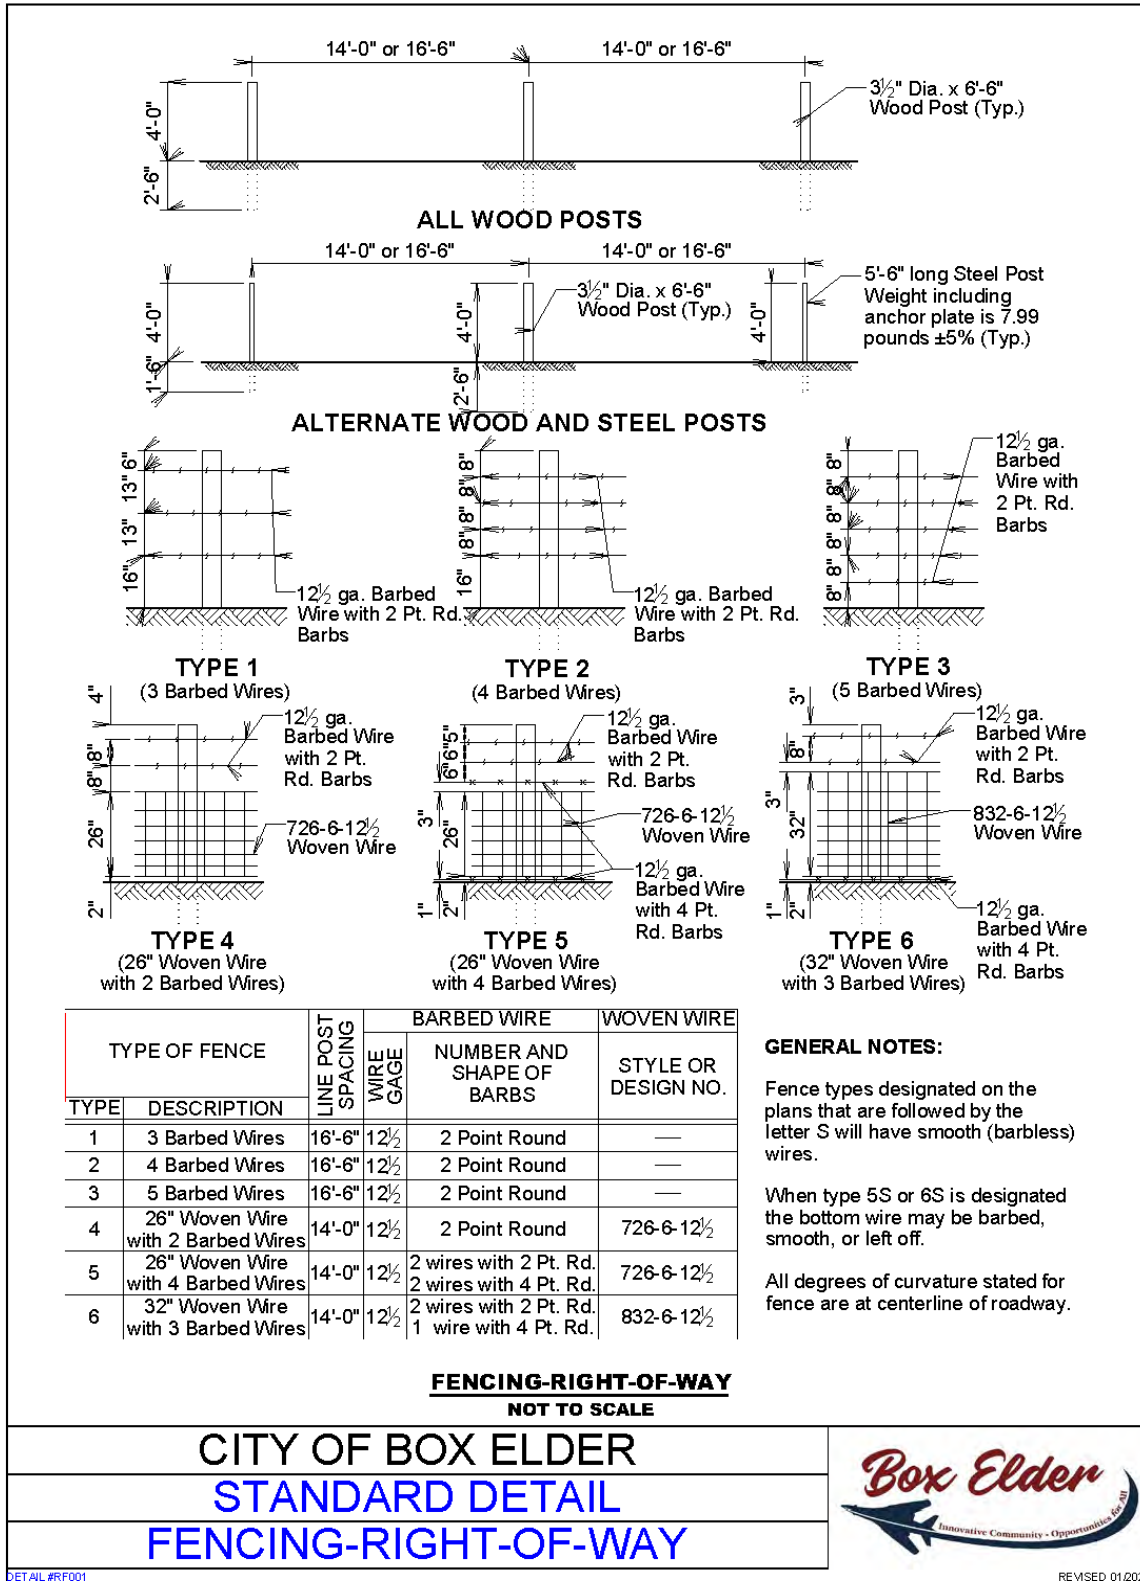 14'-0" or 16'-6" 14'-0" or 16'-6"
3½" Dia. x 6'-6"
Wood Post (Typ.)
4'-0"
2'-6"
ALL WOOD POSTS
14'-0" or 16'-6" 14'-0" or 16'-6"
3½" Dia. x 6'-6"
Wood Post (Typ.)
5'-6" long Steel Post
Weight including
anchor plate is 7.99
pounds ±5% (Typ.)
4'-0" 4'-0" 4'-0"
1'-6" 2'-6"
ALTERNATE WOOD AND STEEL POSTS
6"
13"
13"
16"
12½ ga. Barbed
Wire with 2 Pt. Rd.
Barbs
TYPE 1
(3 Barbed Wires)
8"
8"
8"
8"
16"
12½ ga. Barbed
Wire with 2 Pt. Rd.
Barbs
TYPE 2
(4 Barbed Wires)
8"
8"
8"
8"
8"
8"
12½ ga.
Barbed
Wire with
2 Pt. Rd.
Barbs
TYPE 3
(5 Barbed Wires)
4"
8"
8"
26"
2"
12½ ga.
Barbed Wire
with 2 Pt.
Rd. Barbs
726-6-12½
Woven Wire
TYPE 4
(26" Woven Wire
with 2 Barbed Wires)
5"
6"
6"
3"
26"
1"
2"
12½ ga.
Barbed Wire
with 2 Pt.
Rd. Barbs
726-6-12½
Woven Wire
12½ ga.
Barbed Wire
with 4 Pt.
Rd. Barbs
TYPE 5
(26" Woven Wire
with 4 Barbed Wires)
3"
8"
3"
32"
1"
2"
12½ ga.
Barbed Wire
with 2 Pt.
Rd. Barbs
832-6-12½
Woven Wire
12½ ga.
Barbed Wire
with 4 Pt.
Rd. Barbs
TYPE 6
(32" Woven Wire
with 3 Barbed Wires)
TYPE OF FENCE LINE POST SPACING BARBED WIRE WOVEN WIRE
TYPE DESCRIPTION WIRE GAGE NUMBER AND SHAPE OF BARBS STYLE OR DESIGN NO.
1 3 Barbed Wires 16'-6" 12½ 2 Point Round —
2 4 Barbed Wires 16'-6" 12½ 2 Point Round —
3 5 Barbed Wires 16'-6" 12½ 2 Point Round —
4 26" Woven Wire with 2 Barbed Wires 14'-0" 12½ 2 Point Round 726-6-12½
5 26" Woven Wire with 4 Barbed Wires 14'-0" 12½ 2 wires with 2 Pt. Rd. 2 wires with 4 Pt. Rd. 726-6-12½
6 32" Woven Wire with 3 Barbed Wires 14'-0" 12½ 2 wires with 2 Pt. Rd. 1 wire with 4 Pt. Rd. 832-6-12½
GENERAL NOTES:
Fence types designated on the
plans that are followed by the
letter S will have smooth (barbless)
wires.
When type 5S or 6S is designated
the bottom wire may be barbed,
smooth, or left off.
All degrees of curvature stated for
fence are at centerline of roadway.
FENCING-RIGHT-OF-WAY
NOT TO SCALE
CITY OF BOX ELDER
STANDARD DETAIL
FENCING-RIGHT-OF-WAY
Box Elder
Innovative Community - Opportunities for All
DETAIL #RF001
REVISED 01/202